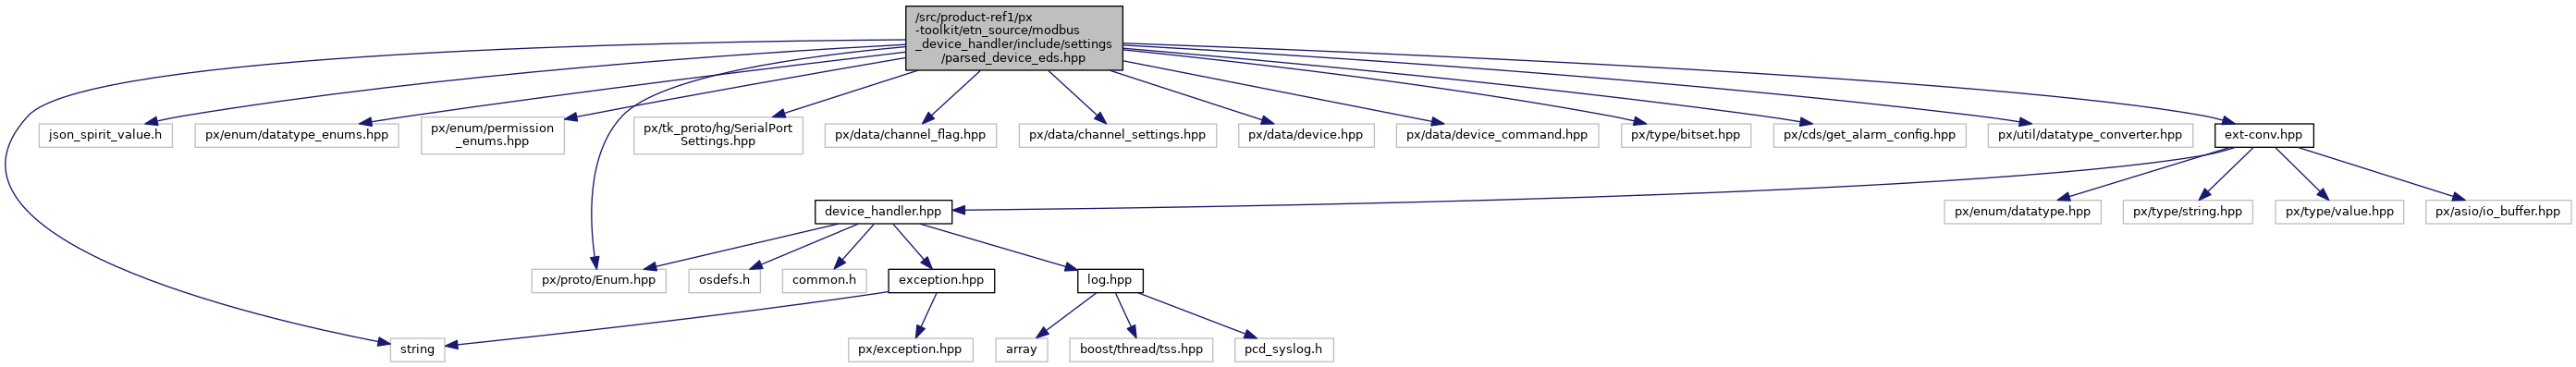 /src/product-ref1/px
-toolkit/etn_source/modbus
_device_handler/include/settings
/parsed_device_eds.hpp
json_spirit_value.h
px/enum/datatype_enums.hpp
px/enum/permission
_enums.hpp
px/tk_proto/hg/SerialPort
Settings.hpp
px/data/channel_flag.hpp
px/data/channel_settings.hpp
px/data/device.hpp
px/data/device_command.hpp
px/type/bitset.hpp
px/cds/get_alarm_config.hpp
px/util/datatype_converter.hpp
ext-conv.hpp
device_handler.hpp
px/enum/datatype.hpp
px/type/string.hpp
px/type/value.hpp
px/asio/io_buffer.hpp
px/proto/Enum.hpp
osdefs.h
common.h
exception.hpp
log.hpp
string
px/exception.hpp
array
boost/thread/tss.hpp
pcd_syslog.h